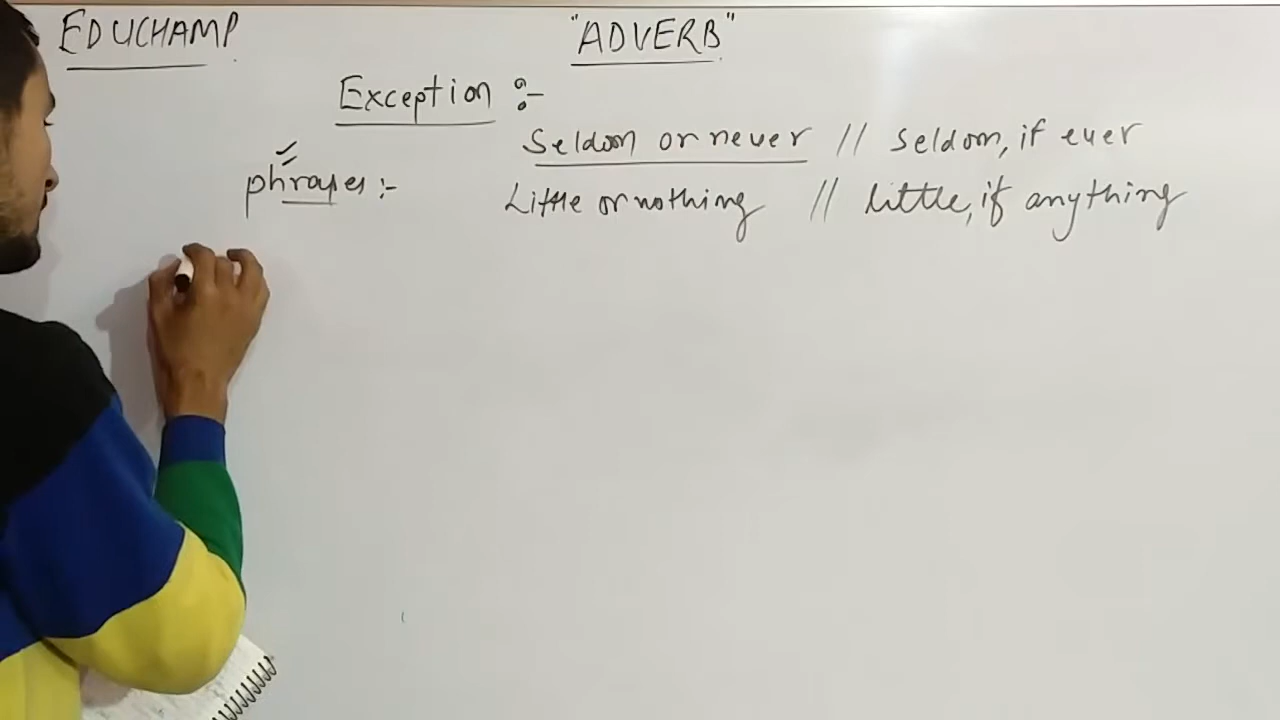 EDUCHAMP
"ADVERB"
Exception :-
Seldom or never // seldom, if ever
phrases :-
Little or nothing // little, if anything